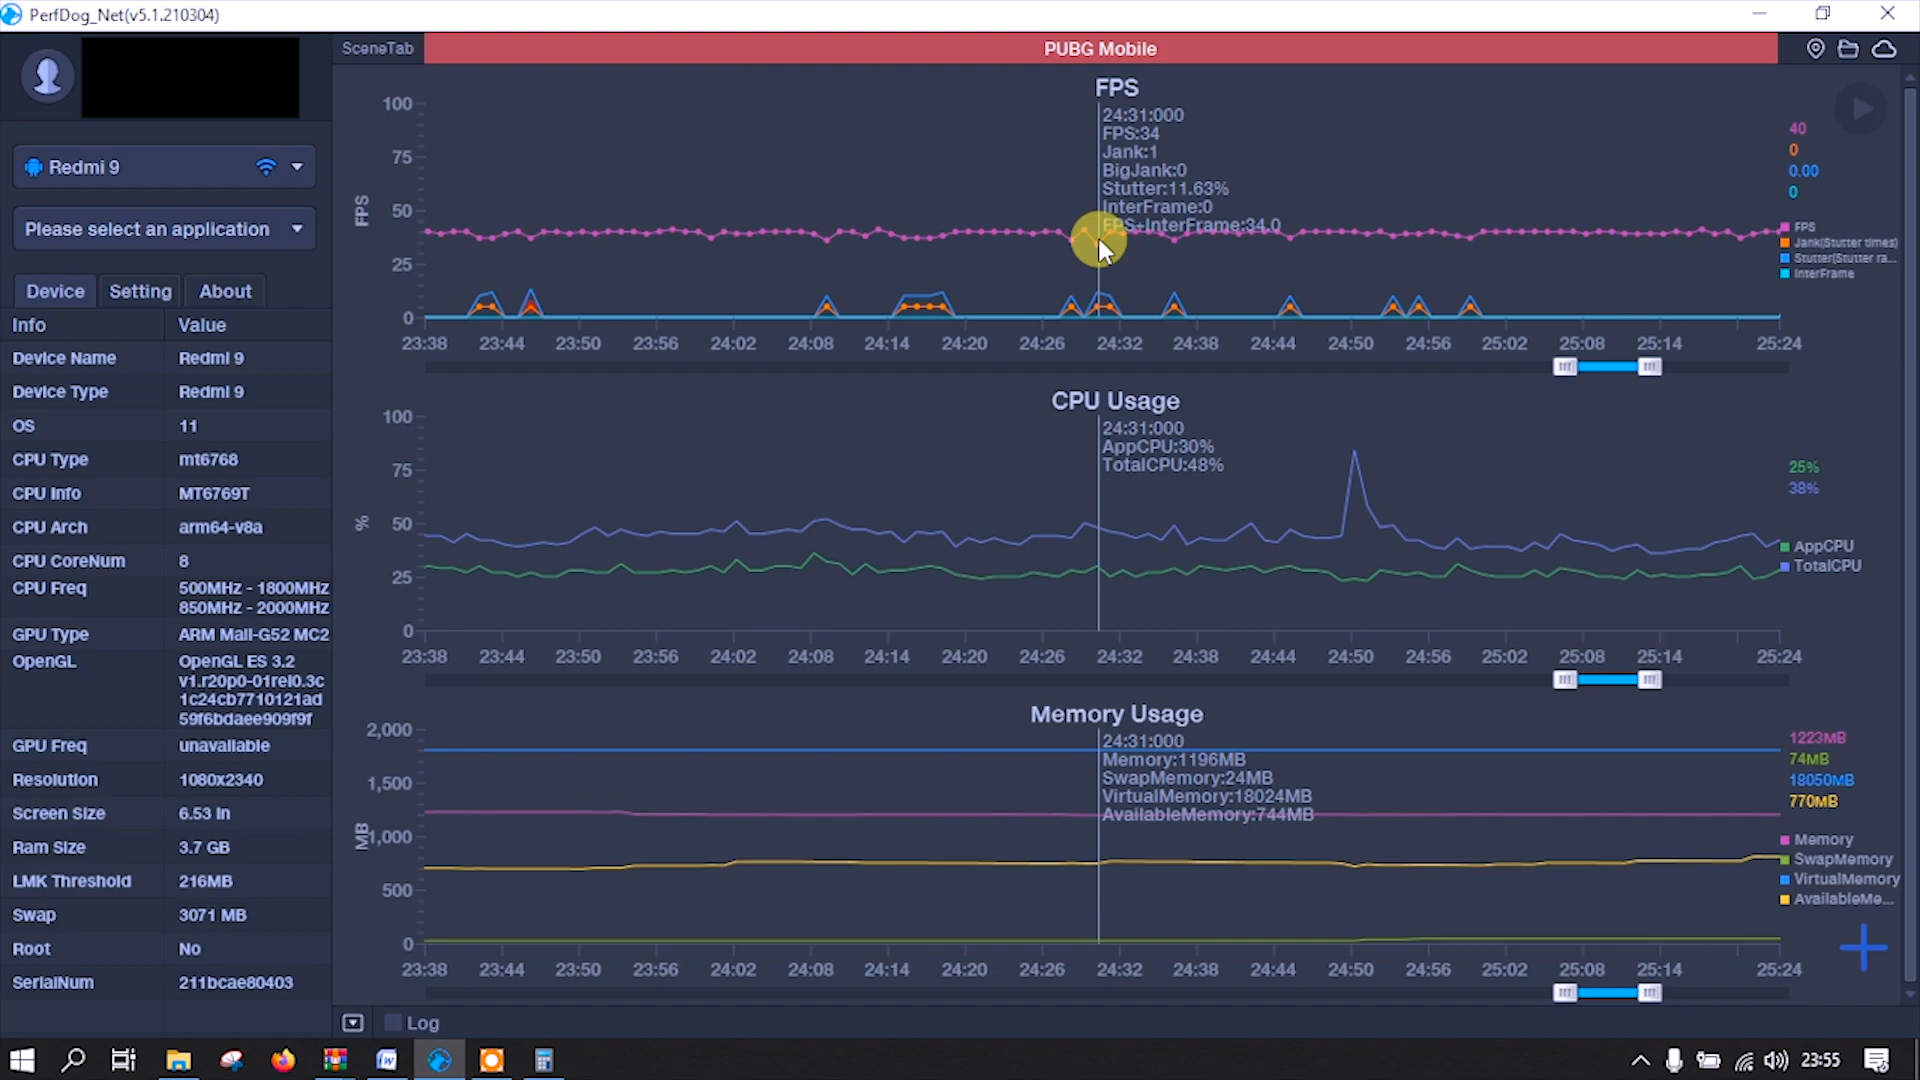 PerfDog_Net(v5.1.210304)
SceneTab
PUBG Mobile
Redmi 9
Please select an application
Device
Setting
About
Info Value
Device Name Redmi 9
Device Type Redmi 9
OS 11
CPU Type mt6768
CPU Info MT6769T
CPU Arch arm64-v8a
CPU CoreNum 8
CPU Freq 500MHz - 1800MHz
850MHz - 2000MHz
GPU Type ARM Mali-G52 MC2
OpenGL OpenGL ES 3.2
v1.r20p0-01rel0.3c
1c24cb7710121ad
59f6bdaee909f9f
GPU Freq unavailable
Resolution 1080x2340
Screen Size 6.53 in
Ram Size 3.7 GB
LMK Threshold 216MB
Swap 3071 MB
Root No
SerialNum 211bcae80403
FPS
FPS
100
75
50
25
0
24:31:000
FPS:34
Jank:1
BigJank:0
Stutter:11.63%
InterFrame:0
FPS+InterFrame:34.0
40
0
0.00
0
FPS
Jank(Stutter times)
Stutter(Stutter ra...
InterFrame
23:38 23:44 23:50 23:56 24:02 24:08 24:14 24:20 24:26 24:32 24:38 24:44 24:50 24:56 25:02 25:08 25:14 25:24
CPU Usage
%
100
75
50
25
0
24:31:000
AppCPU:30%
TotalCPU:48%
25%
38%
AppCPU
TotalCPU
23:38 23:44 23:50 23:56 24:02 24:08 24:14 24:20 24:26 24:32 24:38 24:44 24:50 24:56 25:02 25:08 25:14 25:24
Memory Usage
MB
2,000
1,500
1,000
500
0
24:31:000
Memory:1196MB
SwapMemory:24MB
VirtualMemory:18024MB
AvailableMemory:744MB
1223MB
74MB
18050MB
770MB
Memory
SwapMemory
VirtualMemory
AvailableMe...
23:38 23:44 23:50 23:56 24:02 24:08 24:14 24:20 24:26 24:32 24:38 24:44 24:50 24:56 25:02 25:08 25:14 25:24
Log
23:55